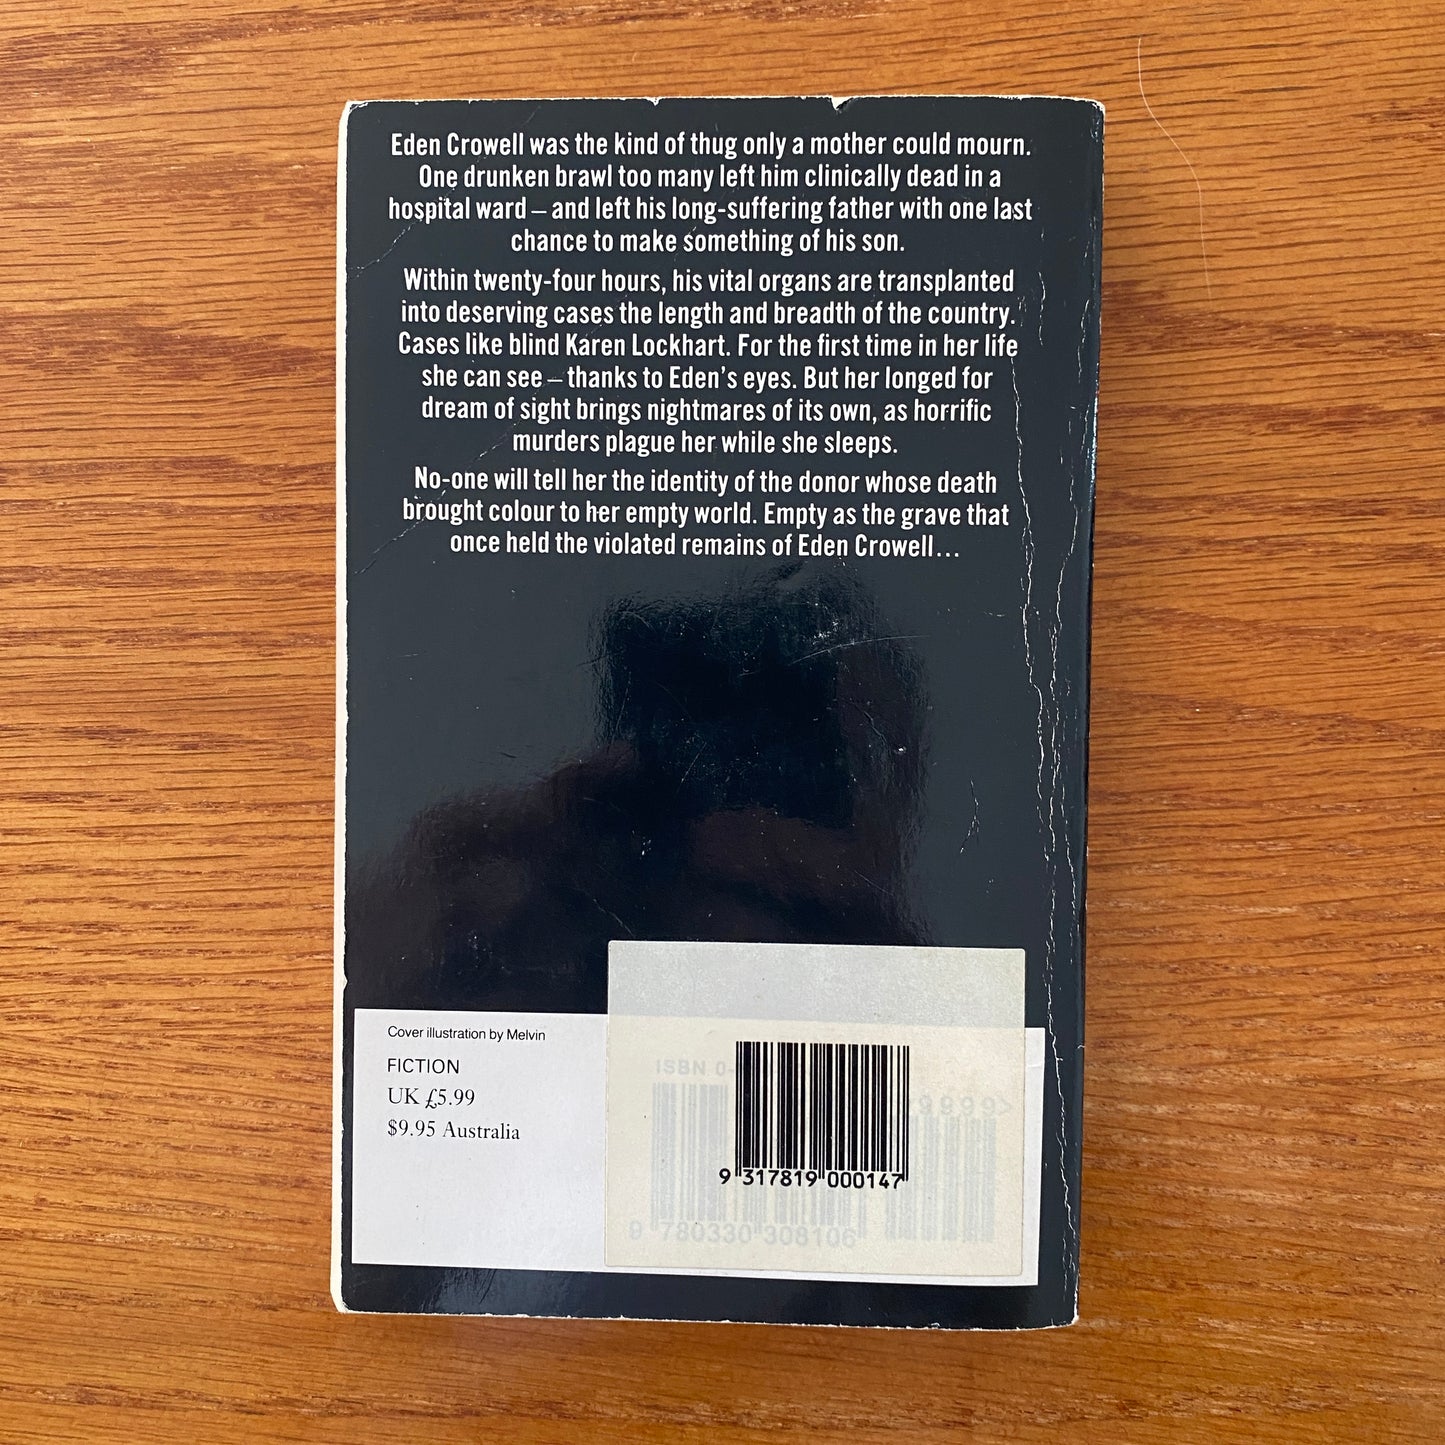 Eden Crowell was the kind of thug only a mother could mourn.
One drunken brawl too many left him clinically dead in a
hospital ward – and left his long-suffering father with one last
chance to make something of his son.
Within twenty-four hours, his vital organs are transplanted
into deserving cases the length and breadth of the country.
Cases like blind Karen Lockhart. For the first time in her life
she can see – thanks to Eden's eyes. But her longed for
dream of sight brings nightmares of its own, as horrific
murders plague her while she sleeps.
No-one will tell her the identity of the donor whose death
brought colour to her empty world. Empty as the grave that
once held the violated remains of Eden Crowell...
Cover illustration by Melvin
FICTION
UK £5.99
$9.95 Australia
ISBN 0-
9 317819 000147
9 780330 308106